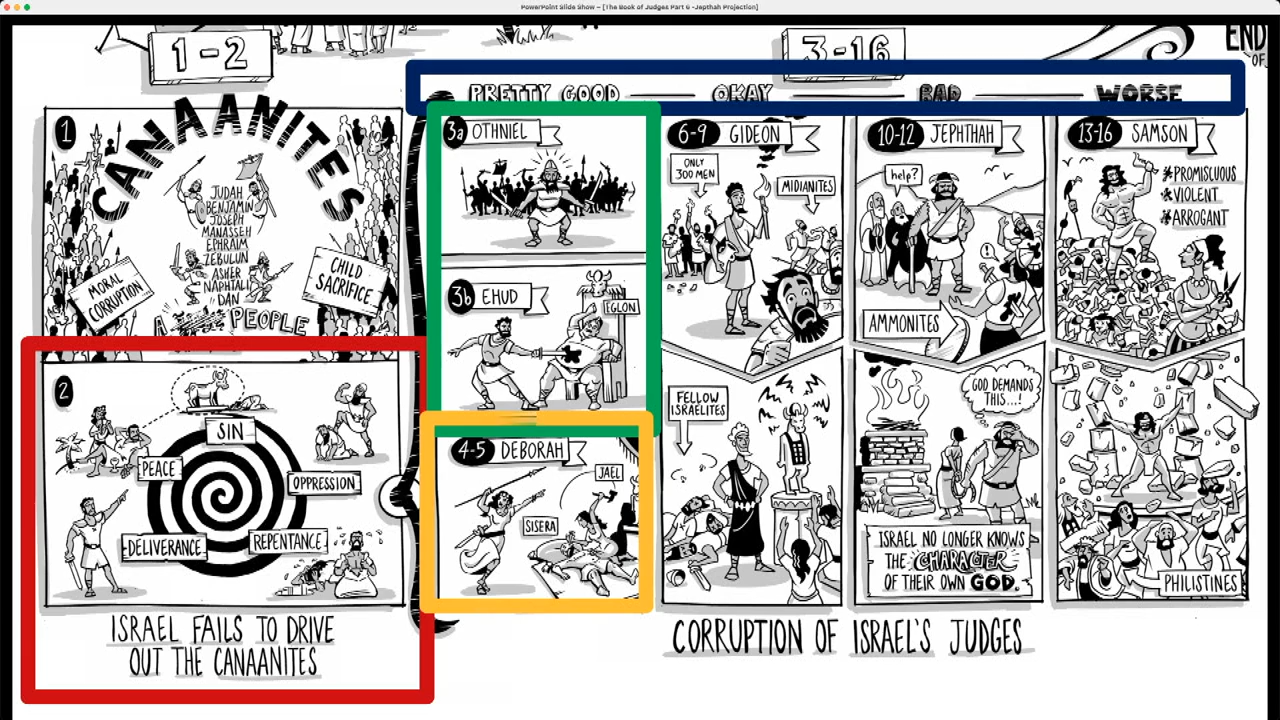 PowerPoint Slide Show - [The Book of Judges Part 6 -Jepthah Projection]
1-2
3-16
END
OF
PRETTY GOOD
OKAY
BAD
WORSE
1
CANAANITES
JUDAH
BENJAMIN
JOSEPH
MANASSEH
EPHRAIM
ZEBULUN
ASHER
NAPHTALI
DAN
MORAL
CORRUPTION
CHILD
SACRIFICE
A
PEOPLE
2
SIN
PEACE
OPPRESSION
DELIVERANCE
REPENTANCE
ISRAEL FAILS TO DRIVE
OUT THE CANAANITES
3a OTHNIEL
3b EHUD
EGLON
4-5 DEBORAH
JAEL
SISERA
6-9 GIDEON
ONLY
300 MEN
MIDIANITES
FELLOW
ISRAELITES
10-12 JEPHTHAH
help?
!
AMMONITES
GOD DEMANDS
THIS...!
ISRAEL NO LONGER KNOWS
THE CHARACTER
OF THEIR OWN GOD.
13-16 SAMSON
*PROMISCUOUS
*VIOLENT
*ARROGANT
PHILISTINES
CORRUPTION OF ISRAEL'S JUDGES